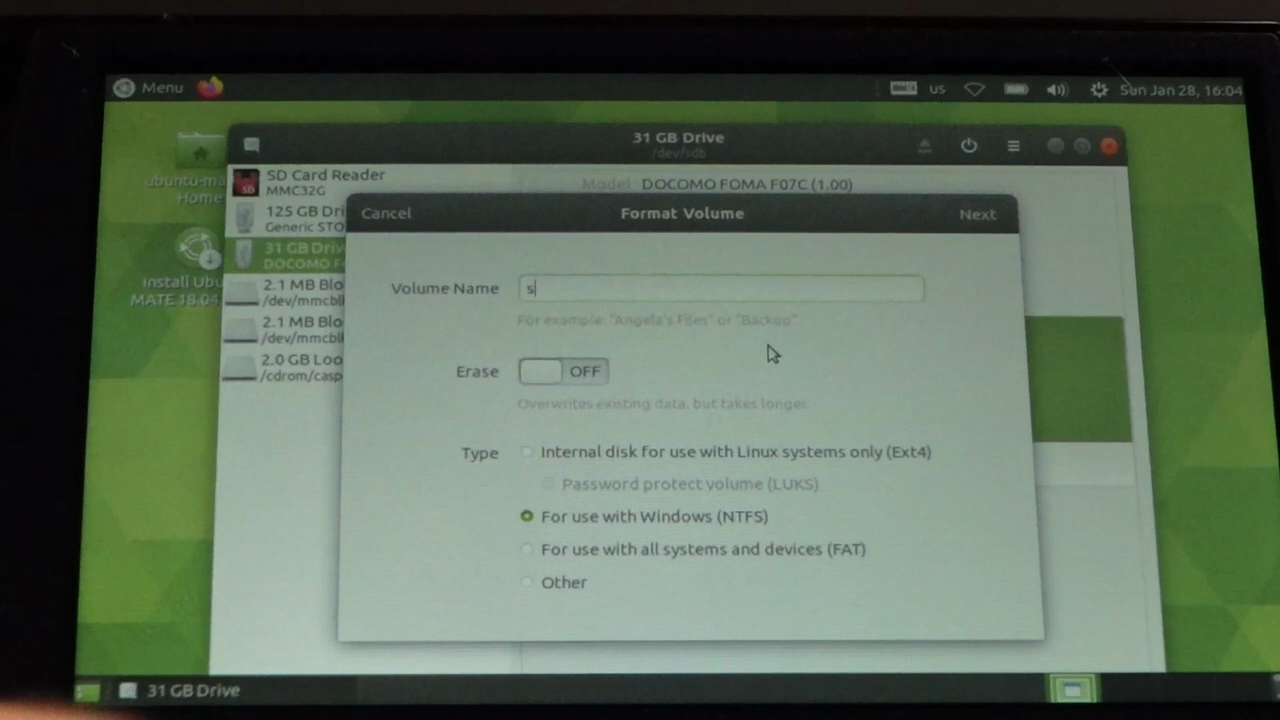 Menu
us
Sun Jan 28, 16:04
31 GB Drive
/dev/sdb
ubuntu-ma
Home
Install Ubu
MATE 18.04
SD Card Reader
MMC32G
125 GB Dri
Generic STO
31 GB Driv
DOCOMO F
2.1 MB Blo
/dev/mmcbl
2.1 MB Blo
/dev/mmcbl
2.0 GB Loo
/cdrom/casp
Model DOCOMO FOMA F07C (1.00)
Cancel
Format Volume
Next
Volume Name
s
For example: "Angela's Files" or "Backup".
Erase
OFF
Overwrites existing data, but takes longer.
Type
Internal disk for use with Linux systems only (Ext4)
Password protect volume (LUKS)
For use with Windows (NTFS)
For use with all systems and devices (FAT)
Other
31 GB Drive